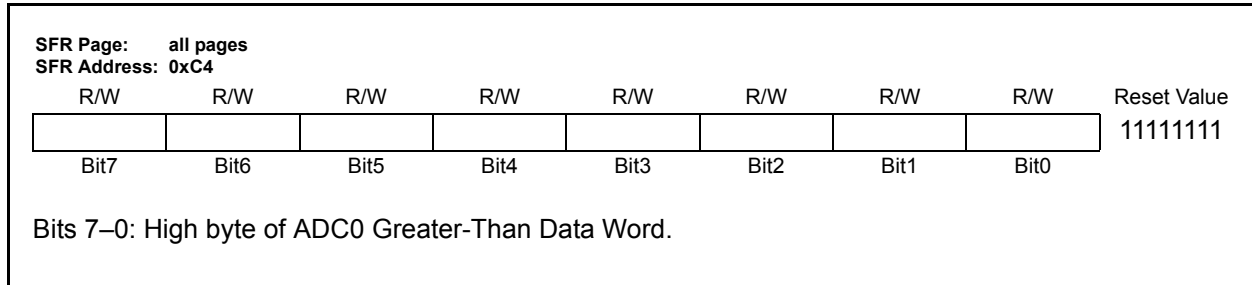 SFR Page: all pages
SFR Address: 0xC4
R/W R/W R/W R/W R/W R/W R/W R/W Reset Value
11111111
Bit7 Bit6 Bit5 Bit4 Bit3 Bit2 Bit1 Bit0
Bits 7–0: High byte of ADC0 Greater-Than Data Word.